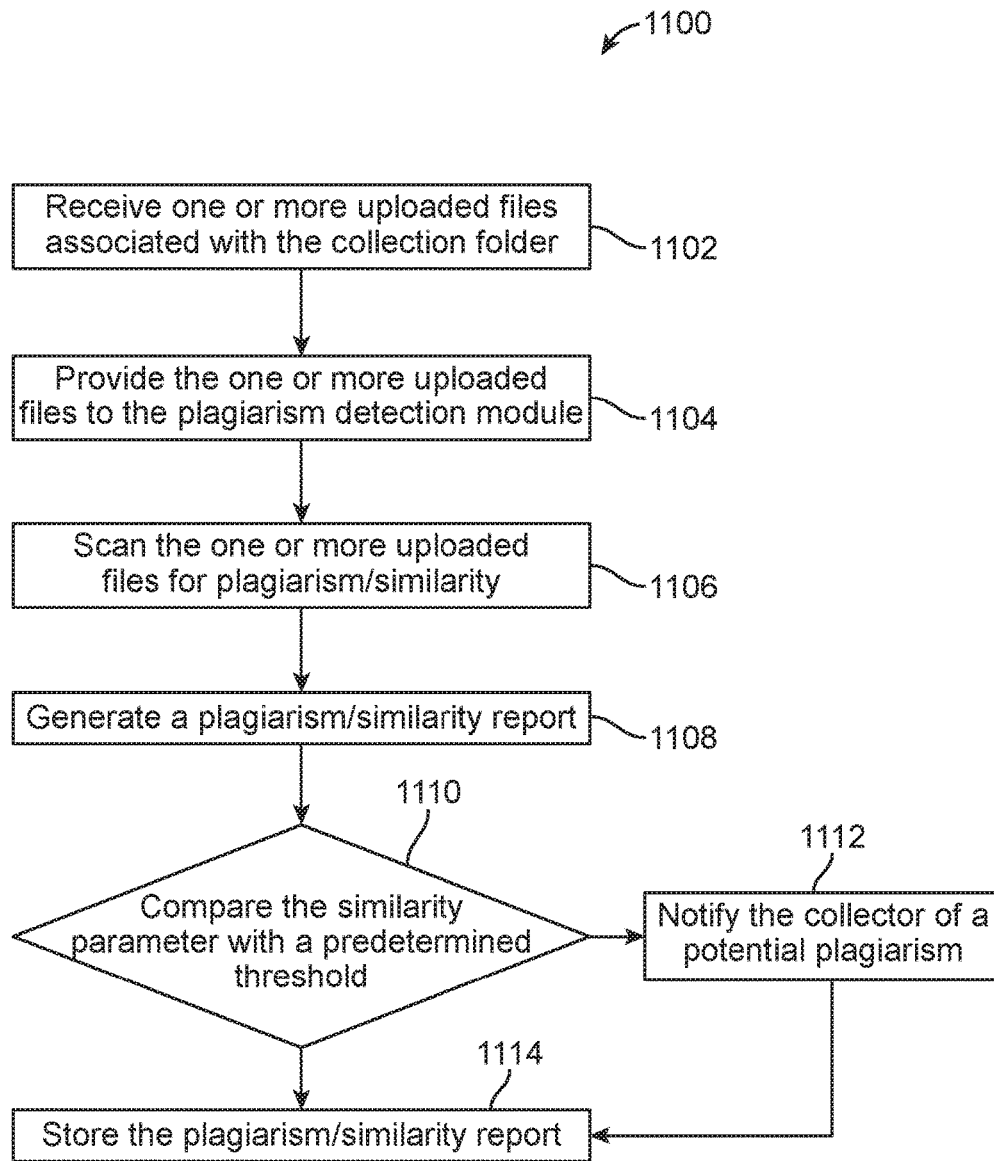 1100
Receive one or more uploaded files
associated with the collection folder
1102
Provide the one or more uploaded
files to the plagiarism detection module
1104
Scan the one or more uploaded
files for plagiarism/similarity
1106
Generate a plagiarism/similarity report
1108
1110
Compare the similarity
parameter with a predetermined
threshold
1112
Notify the collector of a
potential plagiarism
1114
Store the plagiarism/similarity report